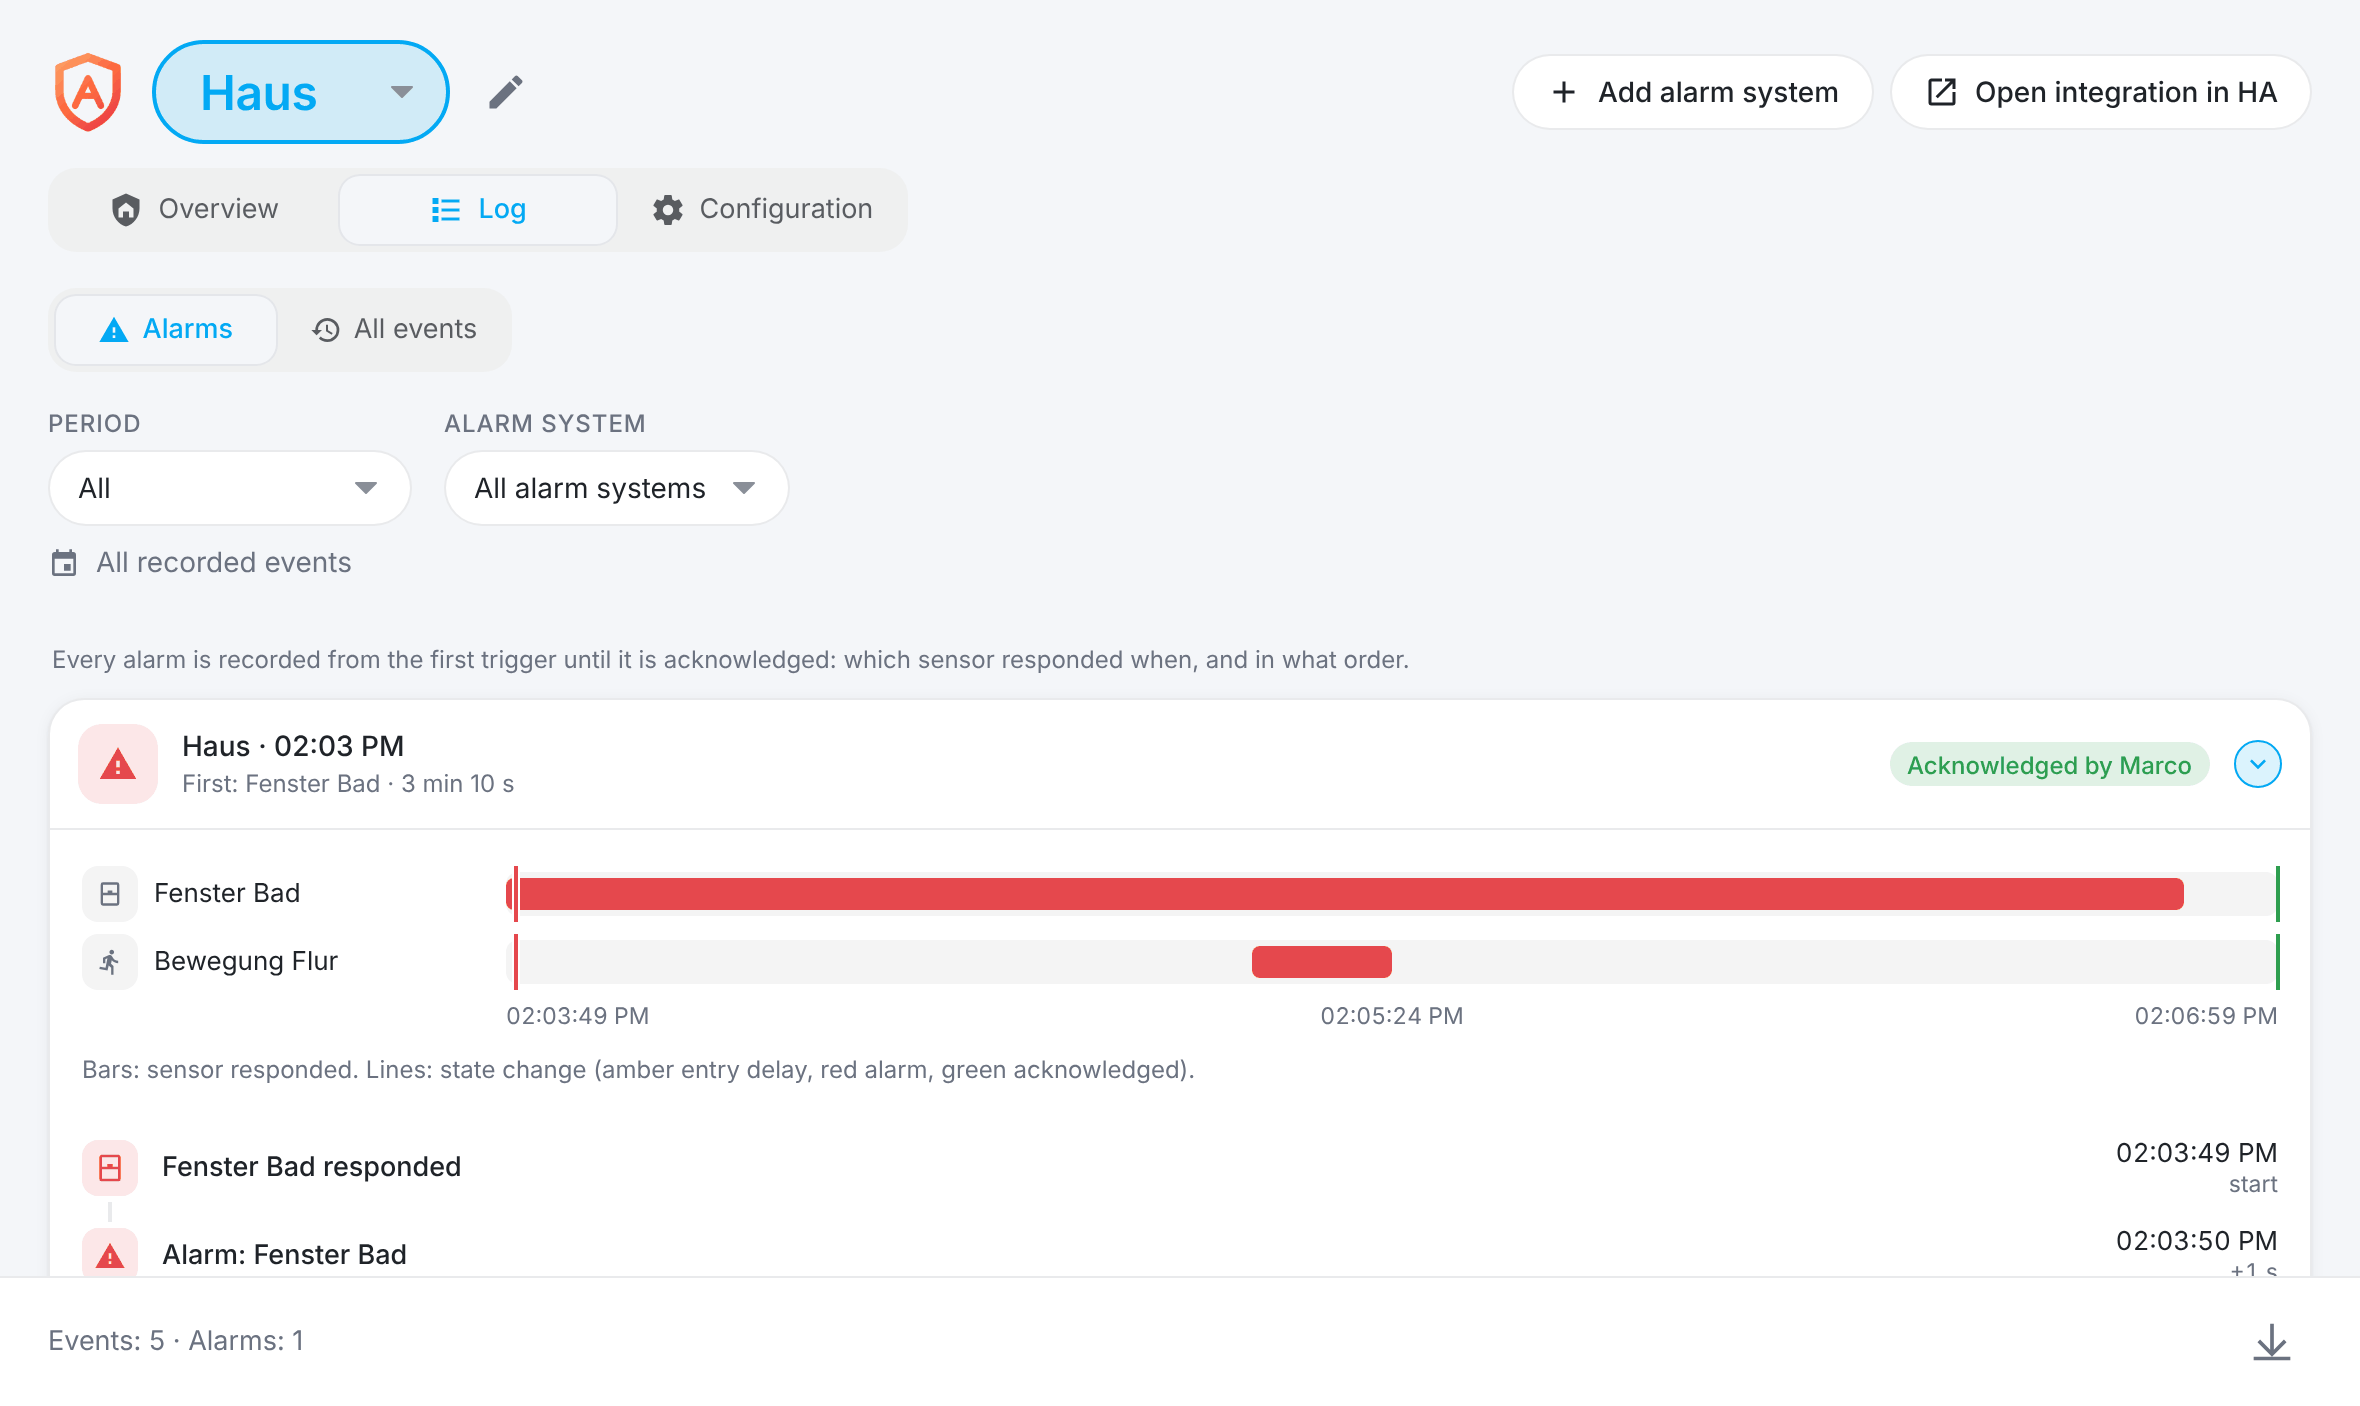 Haus
Add alarm system
Open integration in HA
Overview
Log
Configuration
Alarms
All events
PERIOD
ALARM SYSTEM
All
All alarm systems
All recorded events
Every alarm is recorded from the first trigger until it is acknowledged: which sensor responded when, and in what order.
Haus · 02:03 PM
First: Fenster Bad · 3 min 10 s
Acknowledged by Marco
Fenster Bad
Bewegung Flur
02:03:49 PM
02:05:24 PM
02:06:59 PM
Bars: sensor responded. Lines: state change (amber entry delay, red alarm, green acknowledged).
Fenster Bad responded
02:03:49 PM
start
Alarm: Fenster Bad
02:03:50 PM
+1 s
Events: 5 · Alarms: 1